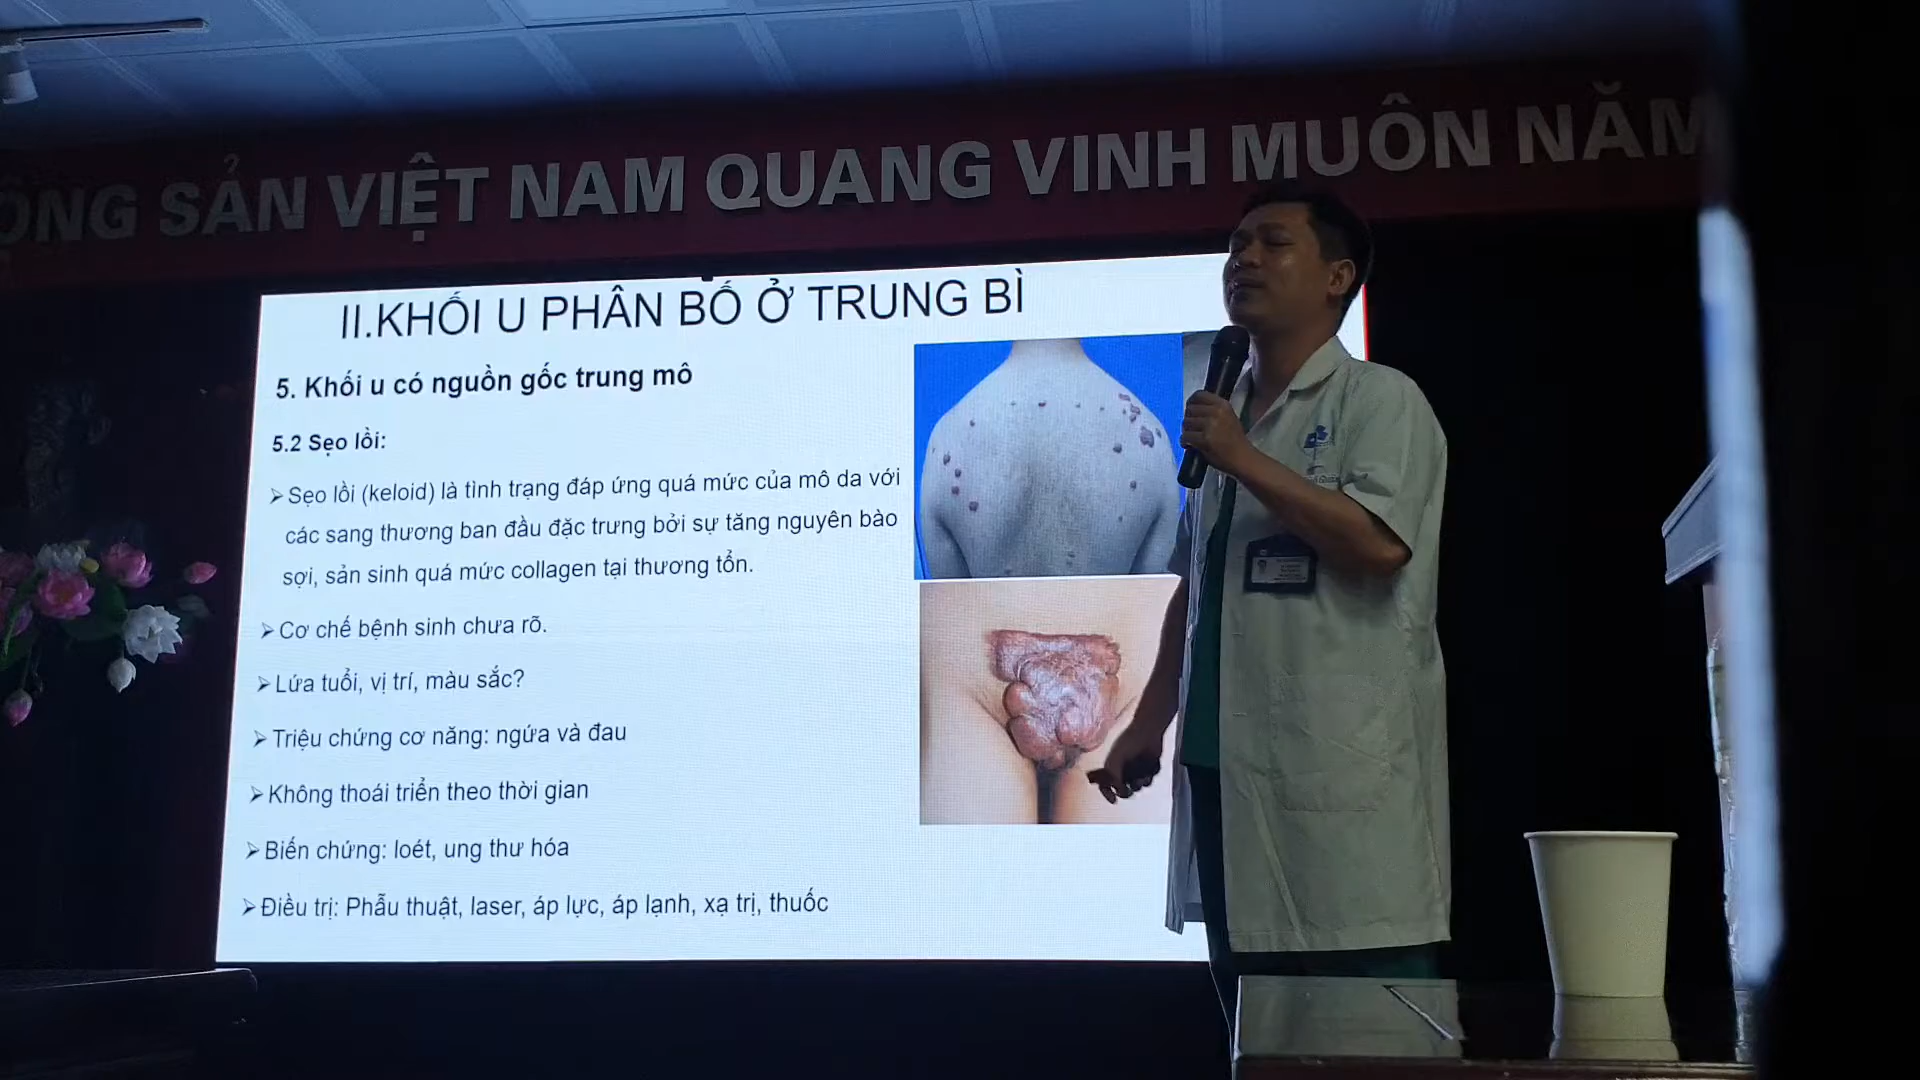 ỘNG SẢN VIỆT NAM QUANG VINH MUÔN NĂM
II.KHỐI U PHÂN BỐ Ở TRUNG BÌ
5. Khối u có nguồn gốc trung mô
5.2 Sẹo lồi:
➢Sẹo lồi (keloid) là tình trạng đáp ứng quá mức của mô da với
các sang thương ban đầu đặc trưng bởi sự tăng nguyên bào
sợi, sản sinh quá mức collagen tại thương tổn.
➢Cơ chế bệnh sinh chưa rõ.
➢Lứa tuổi, vị trí, màu sắc?
➢Triệu chứng cơ năng: ngứa và đau
➢Không thoái triển theo thời gian
➢Biến chứng: loét, ung thư hóa
➢Điều trị: Phẫu thuật, laser, áp lực, áp lạnh, xạ trị, thuốc